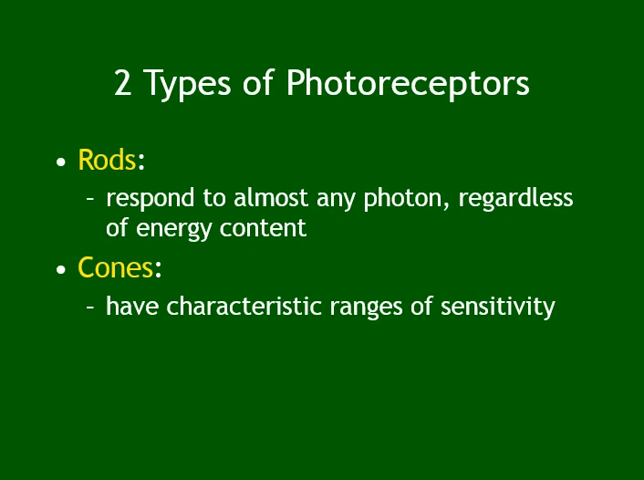 2 Types of Photoreceptors
• Rods:
– respond to almost any photon, regardless
of energy content
• Cones:
– have characteristic ranges of sensitivity